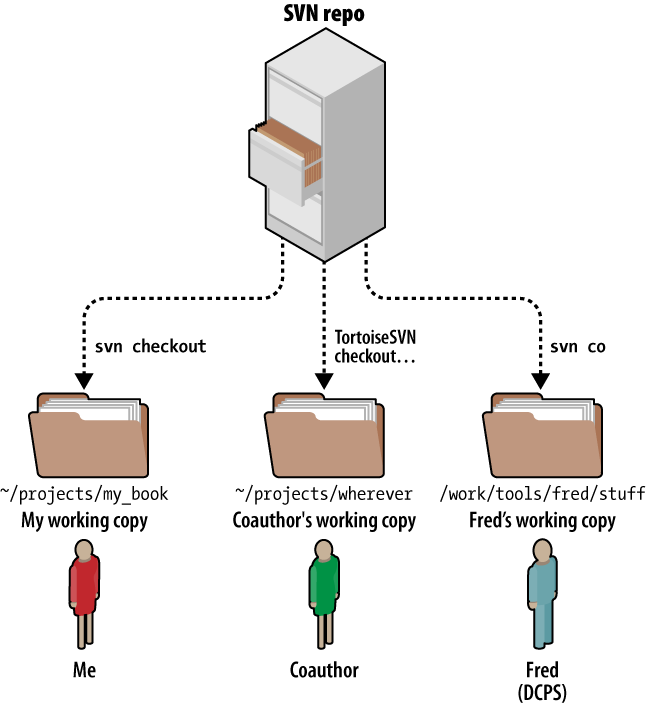 SVN repo
svn checkout
TortoiseSVN
checkout...
svn co
~/projects/my_book
~/projects/wherever
/work/tools/fred/stuff
My working copy
Coauthor's working copy
Fred’s working copy
Me
Coauthor
Fred
(DCPS)